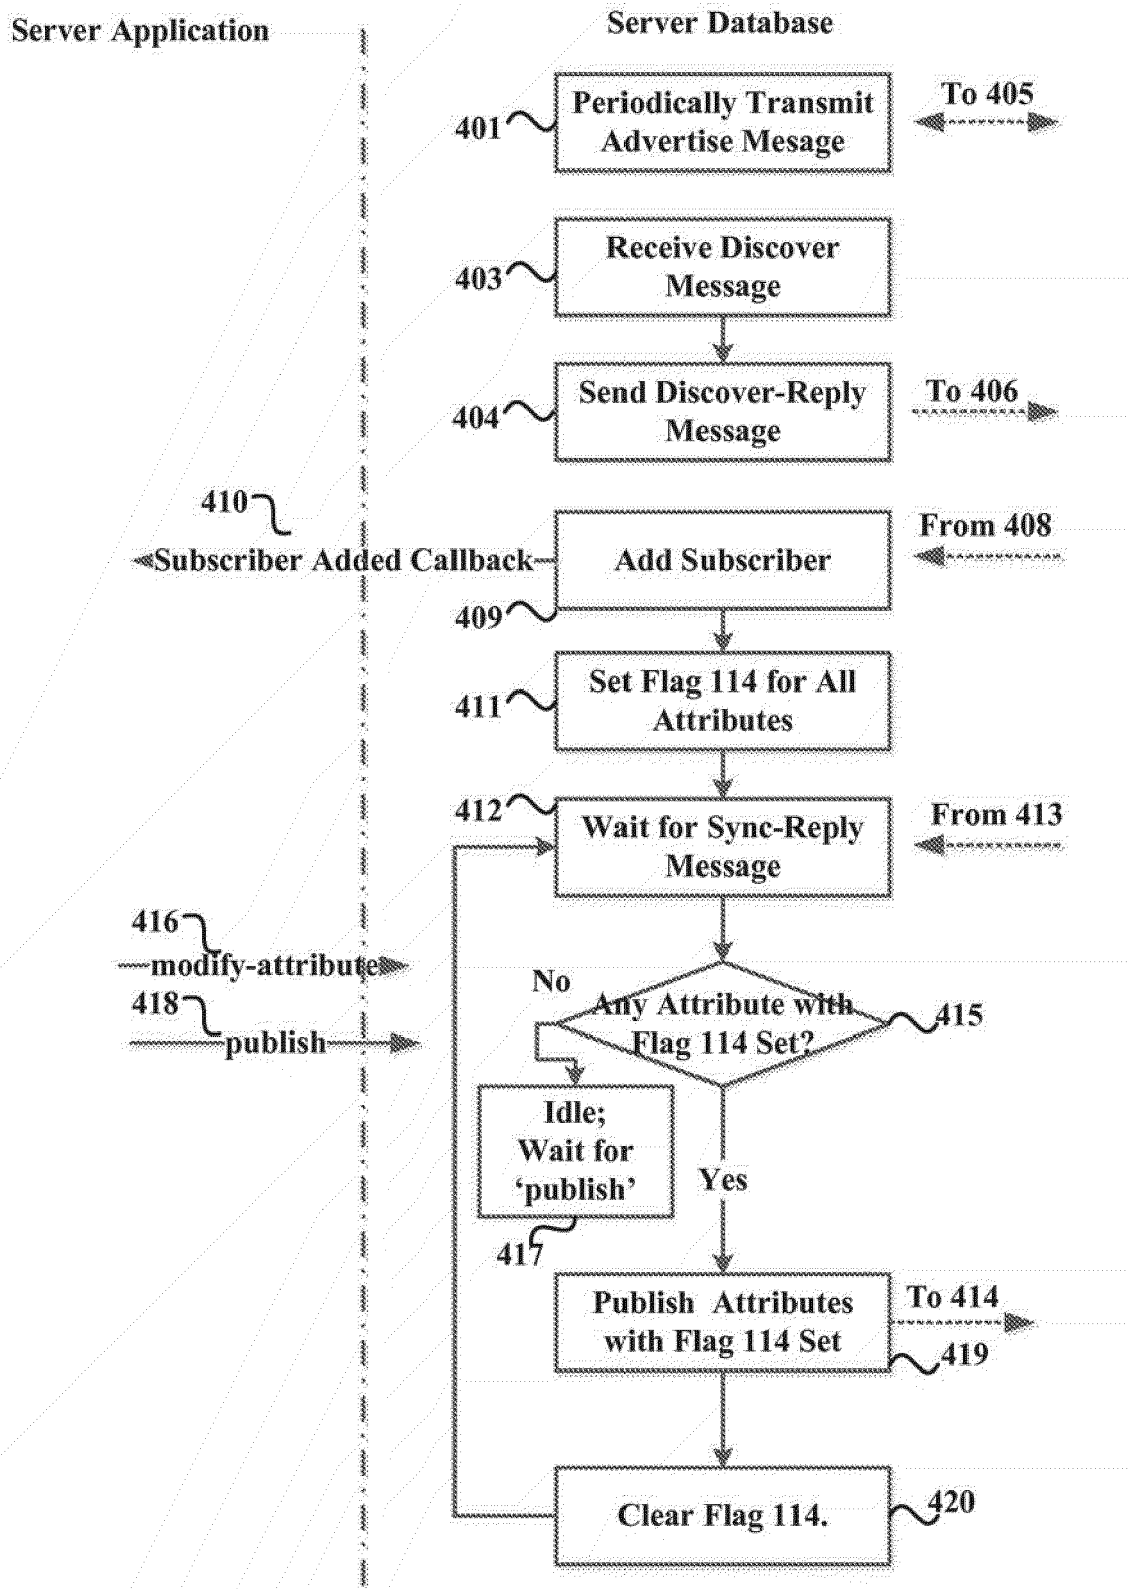 Server Application
Server Database
401
Periodically Transmit
Advertise Mesage
To 405
403
Receive Discover
Message
404
Send Discover-Reply
Message
To 406
410
Subscriber Added Callback
Add Subscriber
From 408
409
411
Set Flag 114 for All
Attributes
412
Wait for Sync-Reply
Message
From 413
416
modify-attribute
418
publish
No
Any Attribute with
Flag 114 Set?
415
Idle;
Wait for
‘publish’
417
Yes
Publish Attributes
with Flag 114 Set
To 414
419
Clear Flag 114.
420